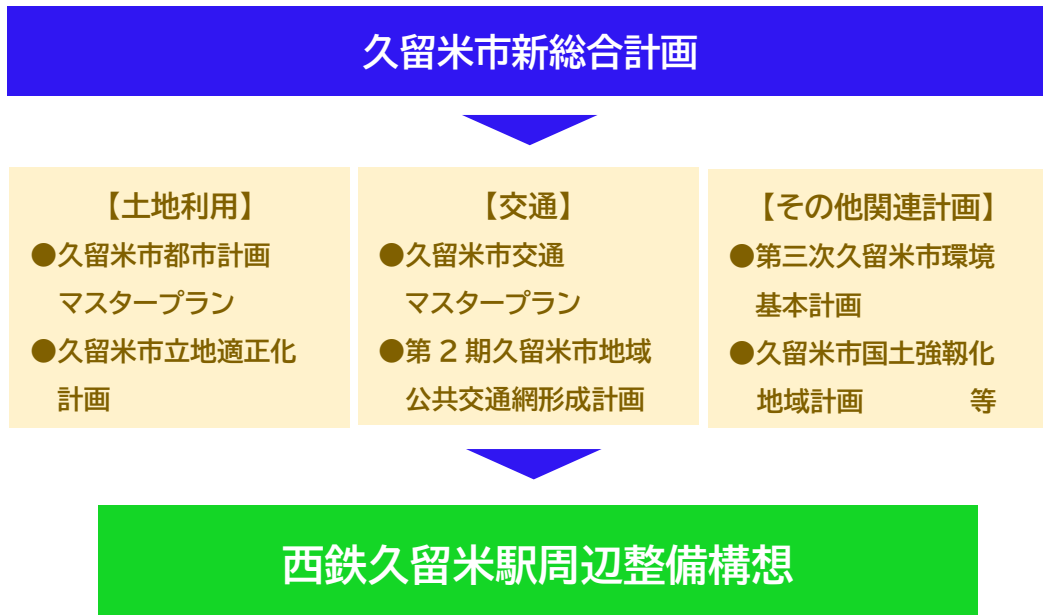 久留米市新総合計画
【土地利用】
●久留米市都市計画
マスタープラン
●久留米市立地適正化
計画
【交通】
●久留米市交通
マスタープラン
●第２期久留米市地域
公共交通網形成計画
【その他関連計画】
●第三次久留米市環境
基本計画
●久留米市国土強靱化
地域計画　　　　等
西鉄久留米駅周辺整備構想